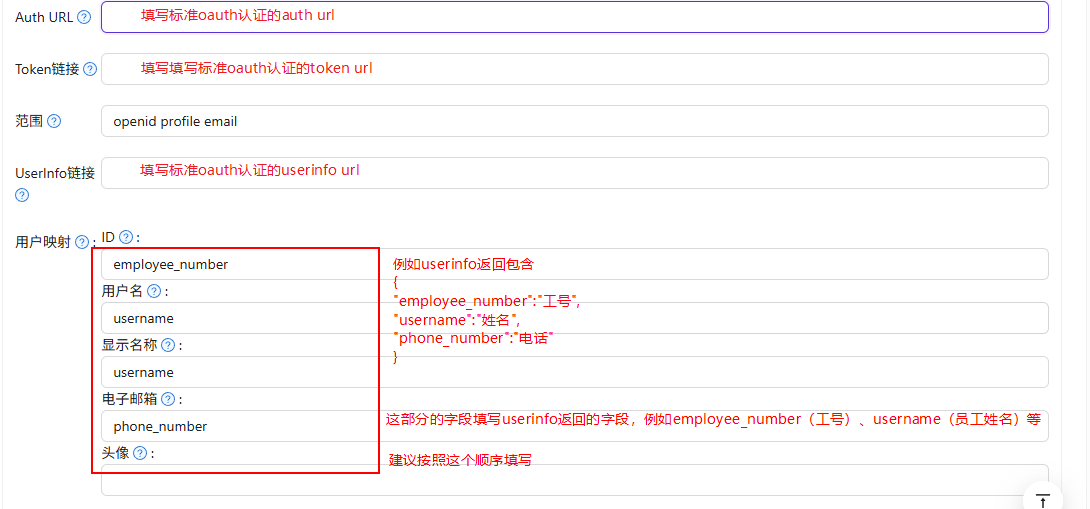 Auth URL 填写标准oauth认证的auth url
Token链接 填写填写标准oauth认证的token url
范围 openid profile email
UserInfo链接 填写标准oauth认证的userinfo url
用户映射 : ID :
employee_number 例如userinfo返回包含
{
用户名 :
"employee_number":"工号",
username "username":"姓名",
"phone_number":"电话"
显示名称 :
}
username
电子邮箱 :
phone_number 这部分的字段填写userinfo返回的字段，例如employee_number（工号）、username（员工姓名）等
头像 : 建议按照这个顺序填写